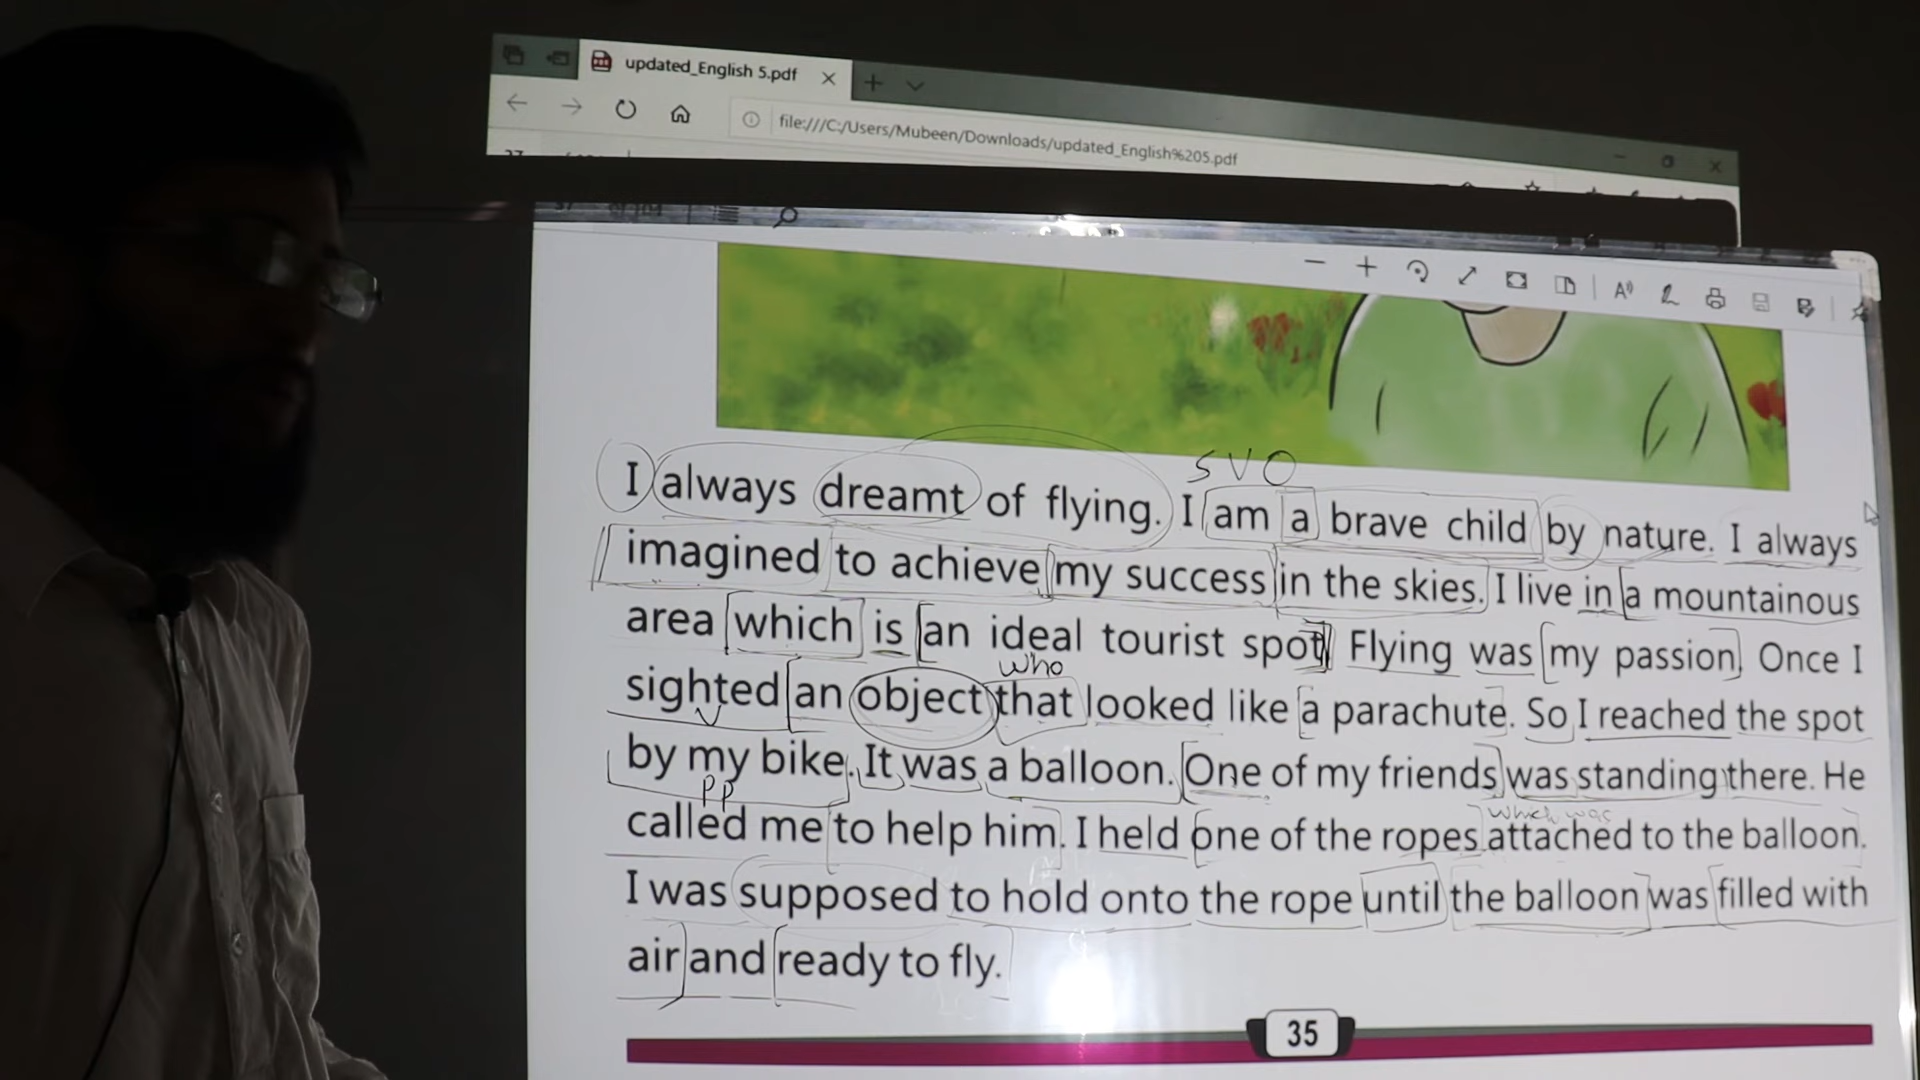 updated_English 5.pdf
file:///C:/Users/Mubeen/Downloads/updated_English%205.pdf
S V O
I always dreamt of flying. I am a brave child by nature. I always
imagined to achieve my success in the skies. I live in a mountainous
area which is an ideal tourist spot. Flying was my passion. Once I
who
sighted an object that looked like a parachute. So I reached the spot
V
by my bike. It was a balloon. One of my friends was standing there. He
PP
which was
called me to help him. I held one of the ropes attached to the balloon.
I was supposed to hold onto the rope until the balloon was filled with
air and ready to fly.
35